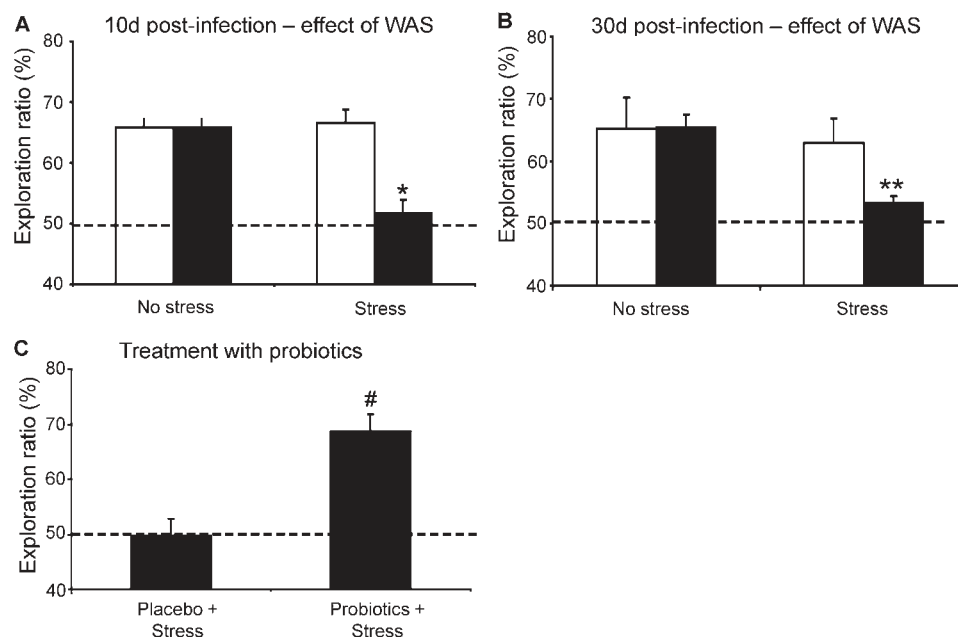 A
10d post-infection – effect of WAS
Exploration ratio (%)
80
70
60
50
40
*
No stress
Stress
B
30d post-infection – effect of WAS
Exploration ratio (%)
80
70
60
50
40
**
No stress
Stress
C
Treatment with probiotics
Exploration ratio (%)
80
70
60
50
40
#
Placebo +
Stress
Probiotics +
Stress